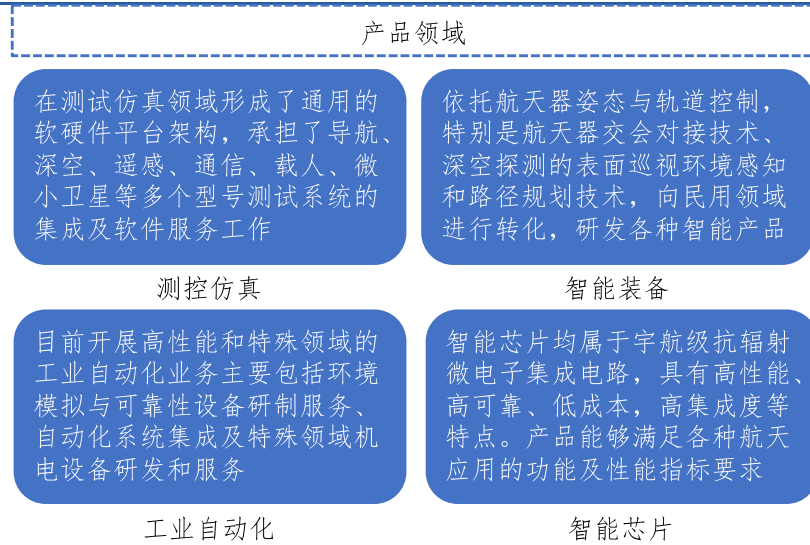 产品领域
在测试仿真领域形成了通用的
软硬件平台架构，承担了导航、
深空、遥感、通信、载人、微
小卫星等多个型号测试系统的
集成及软件服务工作
测控仿真
依托航天器姿态与轨道控制，
特别是航天器交会对接技术、
深空探测的表面巡视环境感知
和路径规划技术，向民用领域
进行转化，研发各种智能产品
智能装备
目前开展高性能和特殊领域的
工业自动化业务主要包括环境
模拟与可靠性设备研制服务、
自动化系统集成及特殊领域机
电设备研发和服务
工业自动化
智能芯片均属于宇航级抗辐射
微电子集成电路，具有高性能、
高可靠、低成本，高集成度等
特点。产品能够满足各种航天
应用的功能及性能指标要求
智能芯片